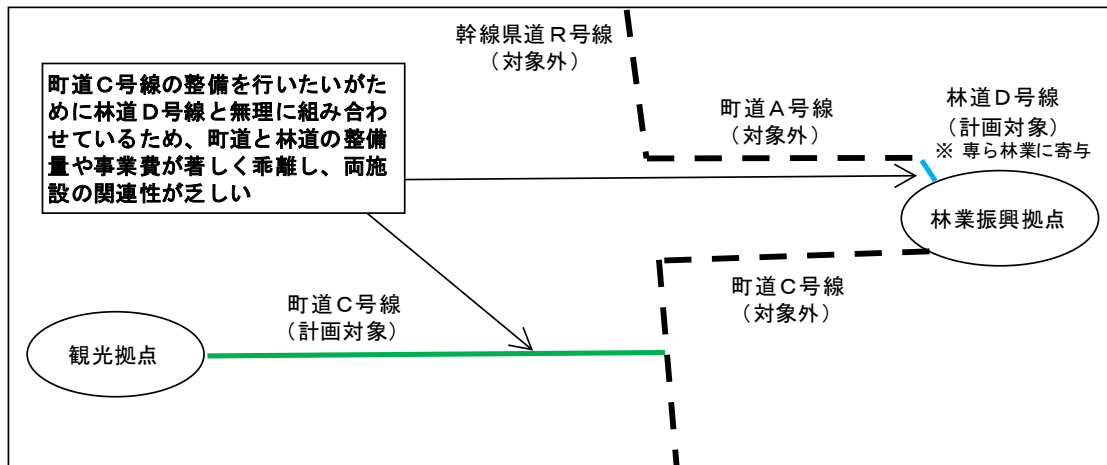 幹線県道Ｒ号線
（対象外）
町道Ｃ号線の整備を行いたいがた
めに林道Ｄ号線と無理に組み合わ
せているため、町道と林道の整備
量や事業費が著しく乖離し、両施
設の関連性が乏しい
町道Ａ号線
（対象外）
林道Ｄ号線
（計画対象）
※ 専ら林業に寄与
林業振興拠点
町道Ｃ号線
（対象外）
町道Ｃ号線
（計画対象）
観光拠点